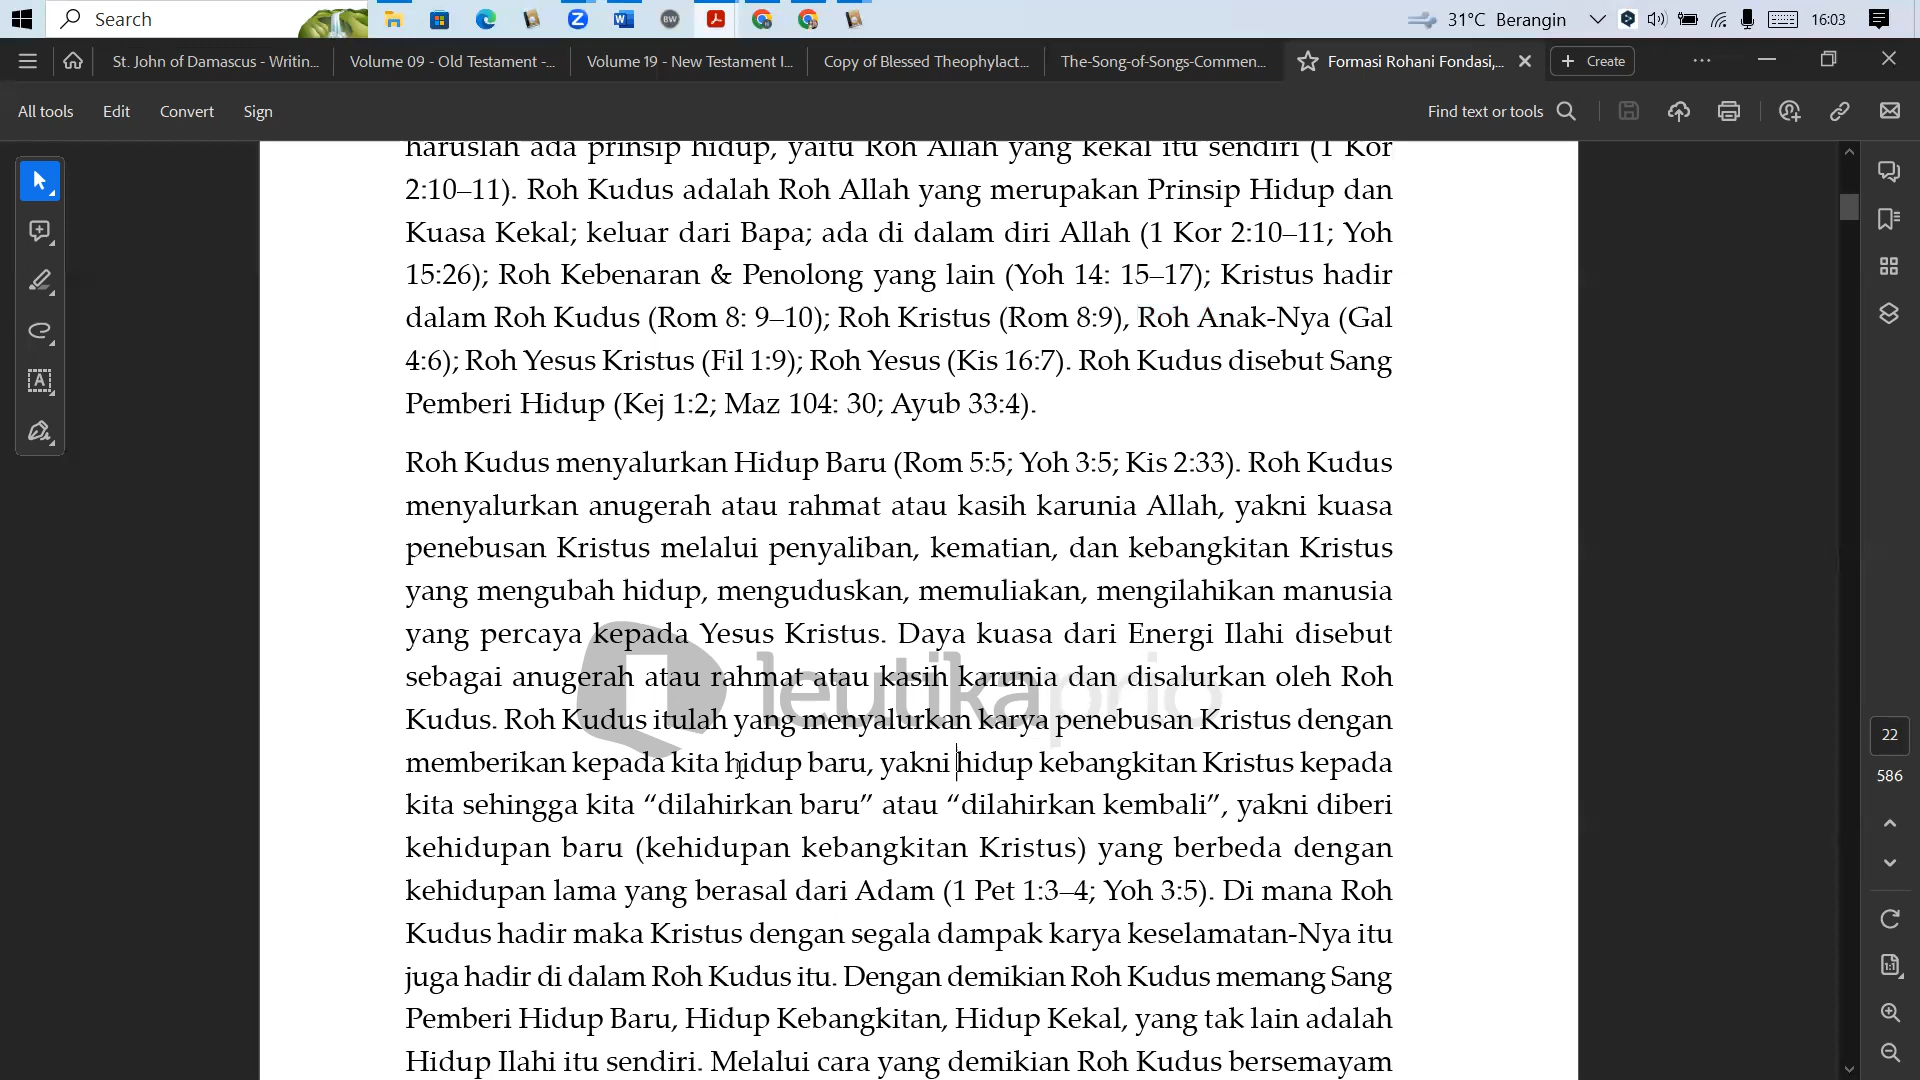 Search
31°C Berangin
16:03
St. John of Damascus - Writin...
Volume 09 - Old Testament -...
Volume 19 - New Testament I...
Copy of Blessed Theophylact...
The-Song-of-Songs-Commen...
Formasi Rohani Fondasi,...
Create
All tools
Edit
Convert
Sign
Find text or tools
haruslah ada prinsip hidup, yaitu Roh Allah yang kekal itu sendiri (1 Kor
2:10–11). Roh Kudus adalah Roh Allah yang merupakan Prinsip Hidup dan
Kuasa Kekal; keluar dari Bapa; ada di dalam diri Allah (1 Kor 2:10–11; Yoh
15:26); Roh Kebenaran & Penolong yang lain (Yoh 14: 15–17); Kristus hadir
dalam Roh Kudus (Rom 8: 9–10); Roh Kristus (Rom 8:9), Roh Anak-Nya (Gal
4:6); Roh Yesus Kristus (Fil 1:9); Roh Yesus (Kis 16:7). Roh Kudus disebut Sang
Pemberi Hidup (Kej 1:2; Maz 104: 30; Ayub 33:4).
Roh Kudus menyalurkan Hidup Baru (Rom 5:5; Yoh 3:5; Kis 2:33). Roh Kudus
menyalurkan anugerah atau rahmat atau kasih karunia Allah, yakni kuasa
penebusan Kristus melalui penyaliban, kematian, dan kebangkitan Kristus
yang mengubah hidup, menguduskan, memuliakan, mengilahikan manusia
yang percaya kepada Yesus Kristus. Daya kuasa dari Energi Ilahi disebut
sebagai anugerah atau rahmat atau kasih karunia dan disalurkan oleh Roh
Kudus. Roh Kudus itulah yang menyalurkan karya penebusan Kristus dengan
memberikan kepada kita hidup baru, yakni hidup kebangkitan Kristus kepada
kita sehingga kita “dilahirkan baru” atau “dilahirkan kembali”, yakni diberi
kehidupan baru (kehidupan kebangkitan Kristus) yang berbeda dengan
kehidupan lama yang berasal dari Adam (1 Pet 1:3–4; Yoh 3:5). Di mana Roh
Kudus hadir maka Kristus dengan segala dampak karya keselamatan-Nya itu
juga hadir di dalam Roh Kudus itu. Dengan demikian Roh Kudus memang Sang
Pemberi Hidup Baru, Hidup Kebangkitan, Hidup Kekal, yang tak lain adalah
Hidup Ilahi itu sendiri. Melalui cara yang demikian Roh Kudus bersemayam
leutikaprio
22
586